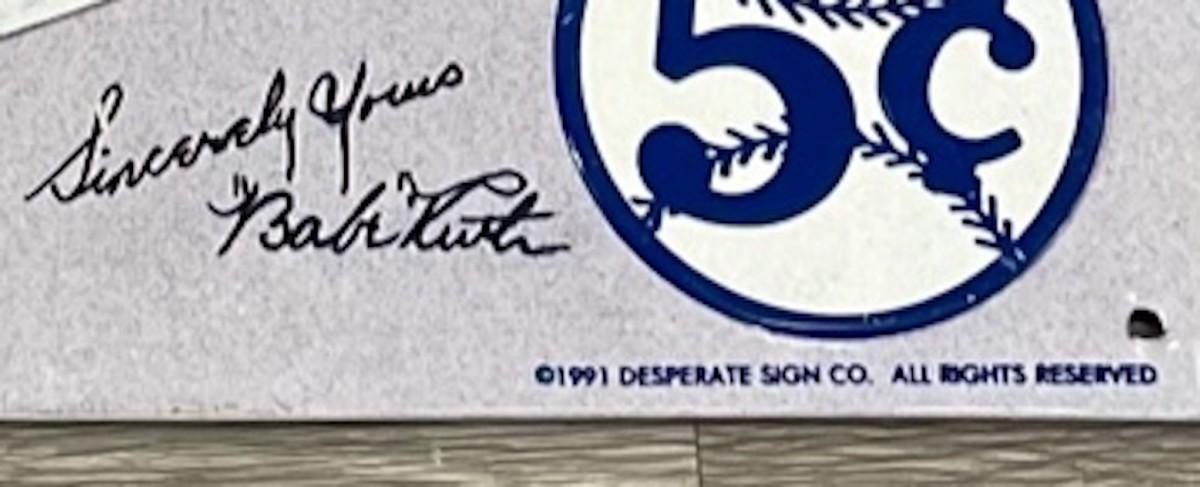 5¢
Sincerely Yours
"Babe" Ruth
©1991 DESPERATE SIGN CO. ALL RIGHTS RESERVED